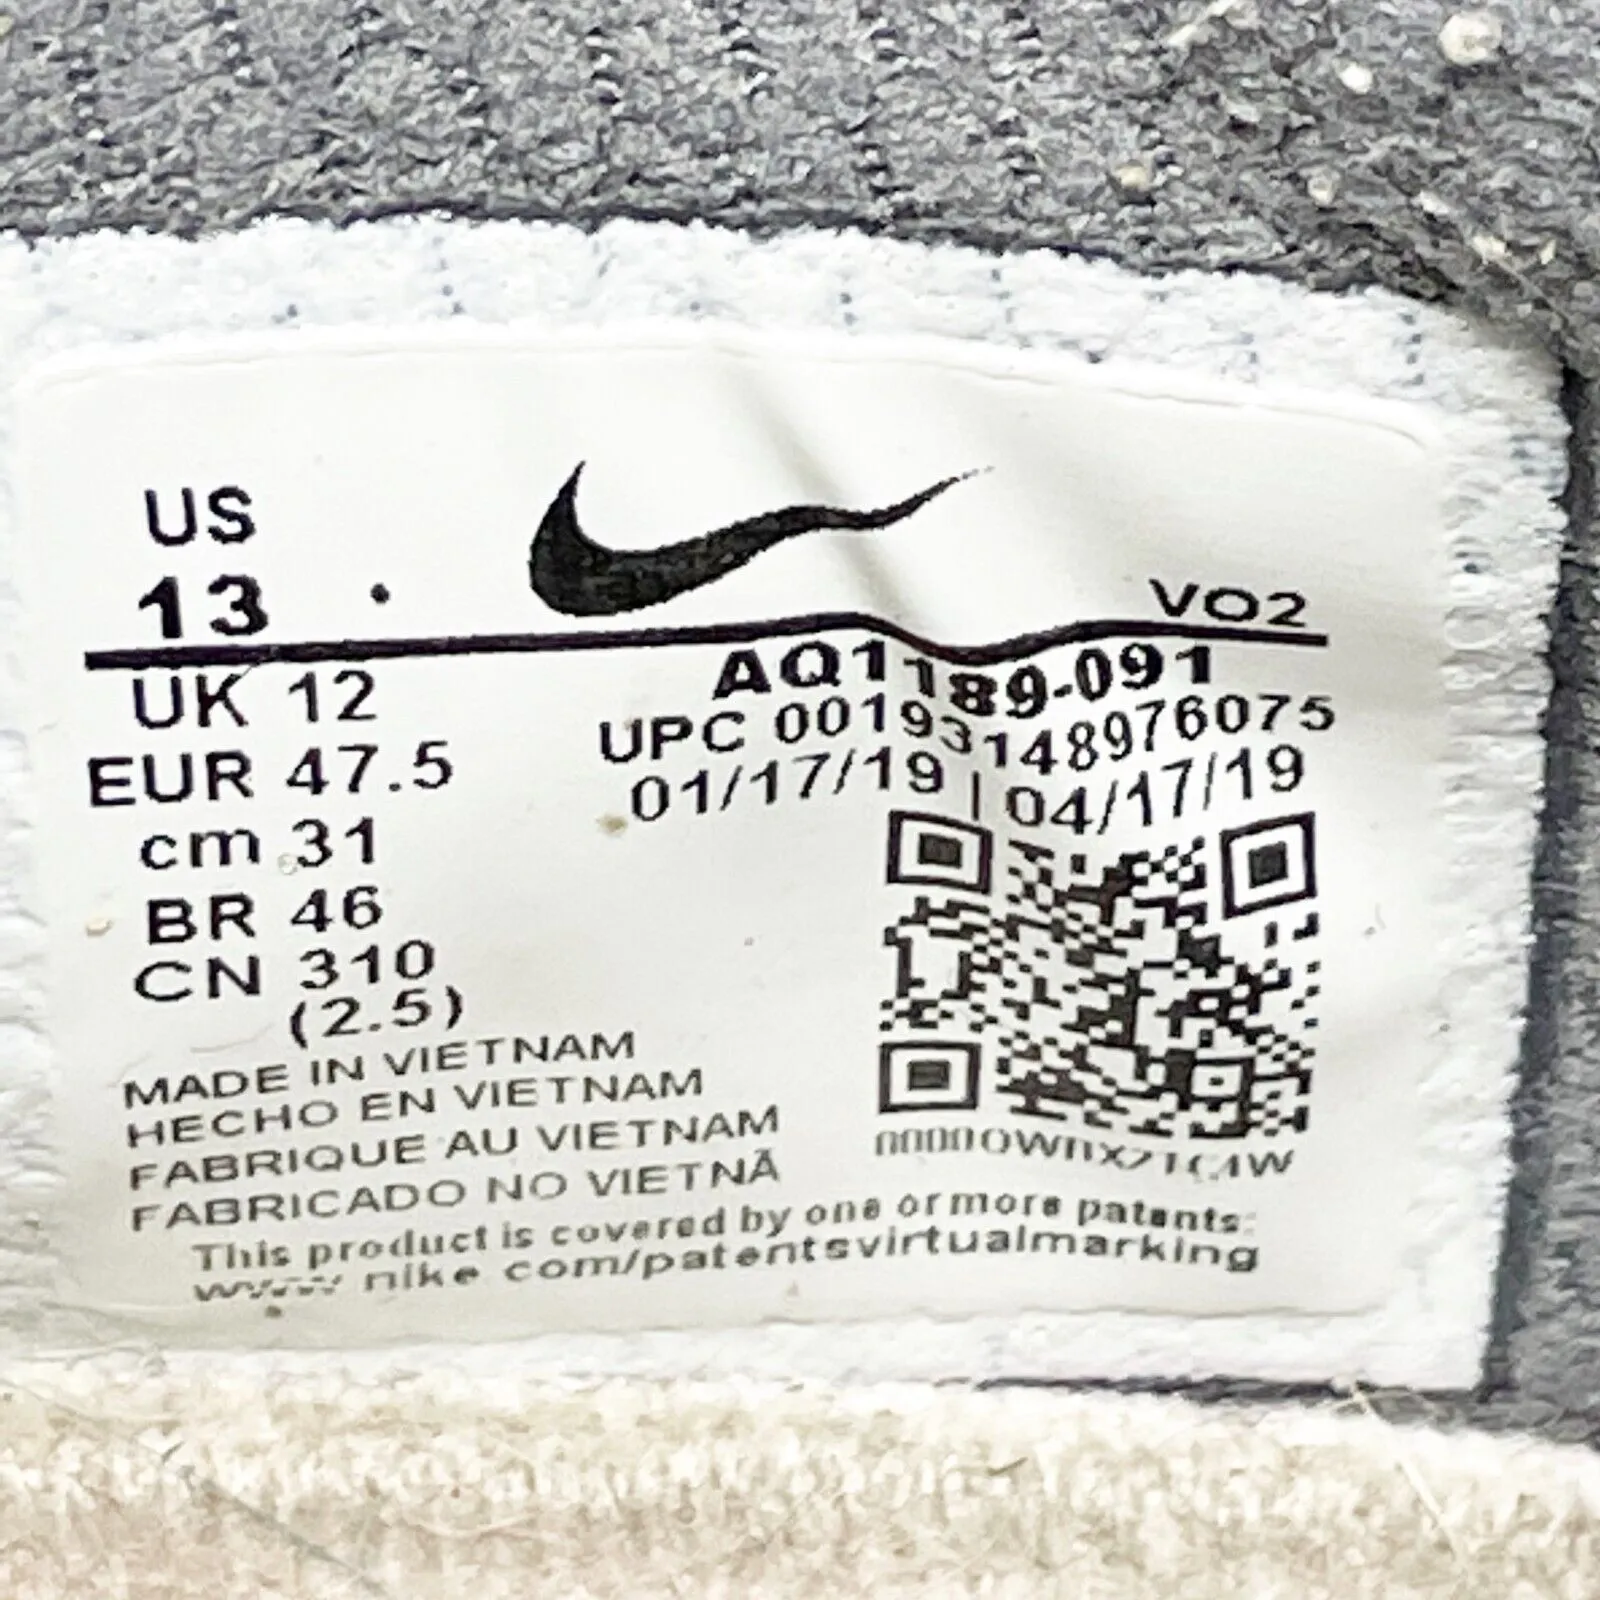 US
13
VO2
UK 12
EUR 47.5
cm 31
BR 46
CN 310
(2.5)
AQ1189-091
UPC 00193148976075
01/17/19 | 04/17/19
MADE IN VIETNAM
HECHO EN VIETNAM
FABRIQUE AU VIETNAM
FABRICADO NO VIETNÃ
This product is covered by one or more patents:
www.nike.com/patentsvirtualmarking